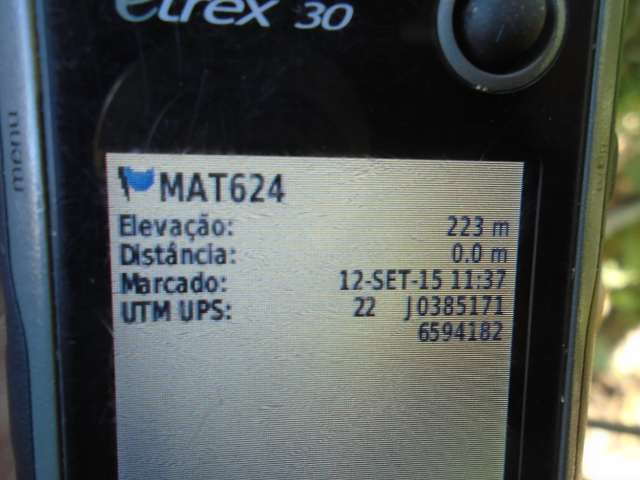 etrex 30
menu
MAT624
Elevação: 223 m
Distância: 0.0 m
Marcado: 12-SET-15 11:37
UTM UPS: 22 J0385171
6594182